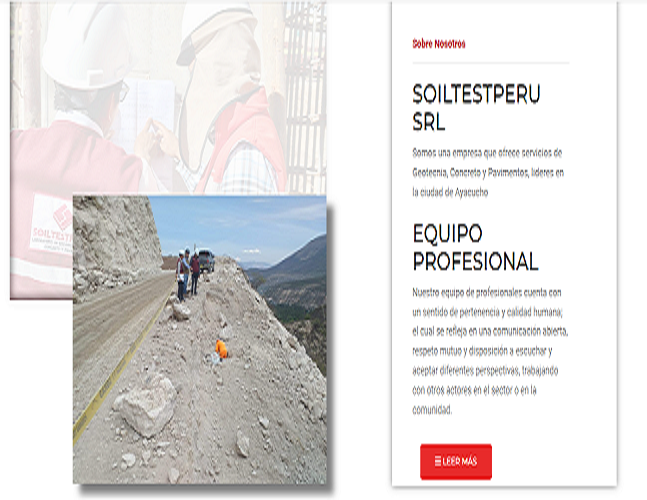 SOILTEST
Sobre Nosotros
SOILTESTPERU
SRL
Somos una empresa que ofrece servicios de
Geotecnia, Concreto y Pavimentos, lideres en
la ciudad de Ayacucho
EQUIPO
PROFESIONAL
Nuestro equipo de profesionales cuenta con
un sentido de pertenencia y calidad humana;
el cual se refleja en una comunicación abierta,
respeto mutuo y disposición a escuchar y
aceptar diferentes perspectivas, trabajando
con otros actores en el sector o en la
comunidad.
☰ LEER MÁS